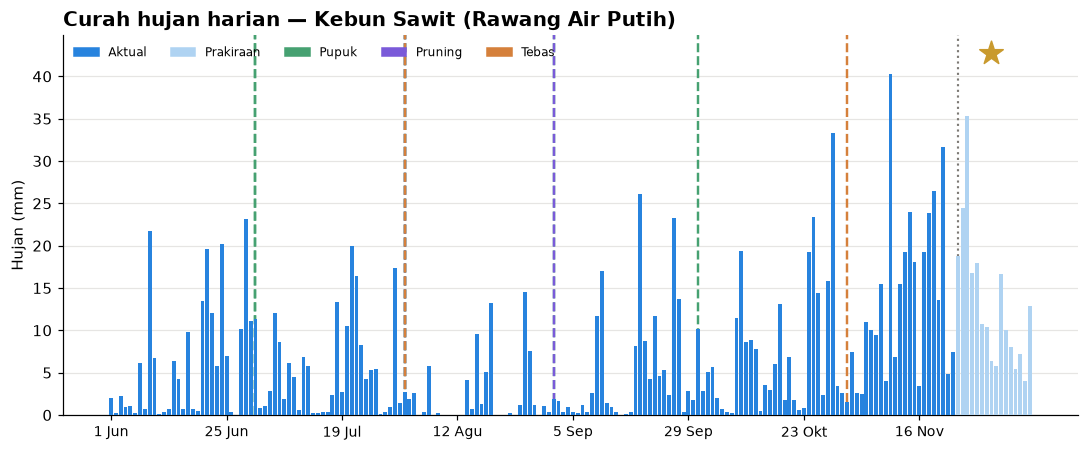 Curah hujan harian — Kebun Sawit (Rawang Air Putih)
Aktual Prakiraan Pupuk Pruning Tebas
Hujan (mm)
40
35
30
25
20
15
10
5
0
1 Jun 25 Jun 19 Jul 12 Agu 5 Sep 29 Sep 23 Okt 16 Nov